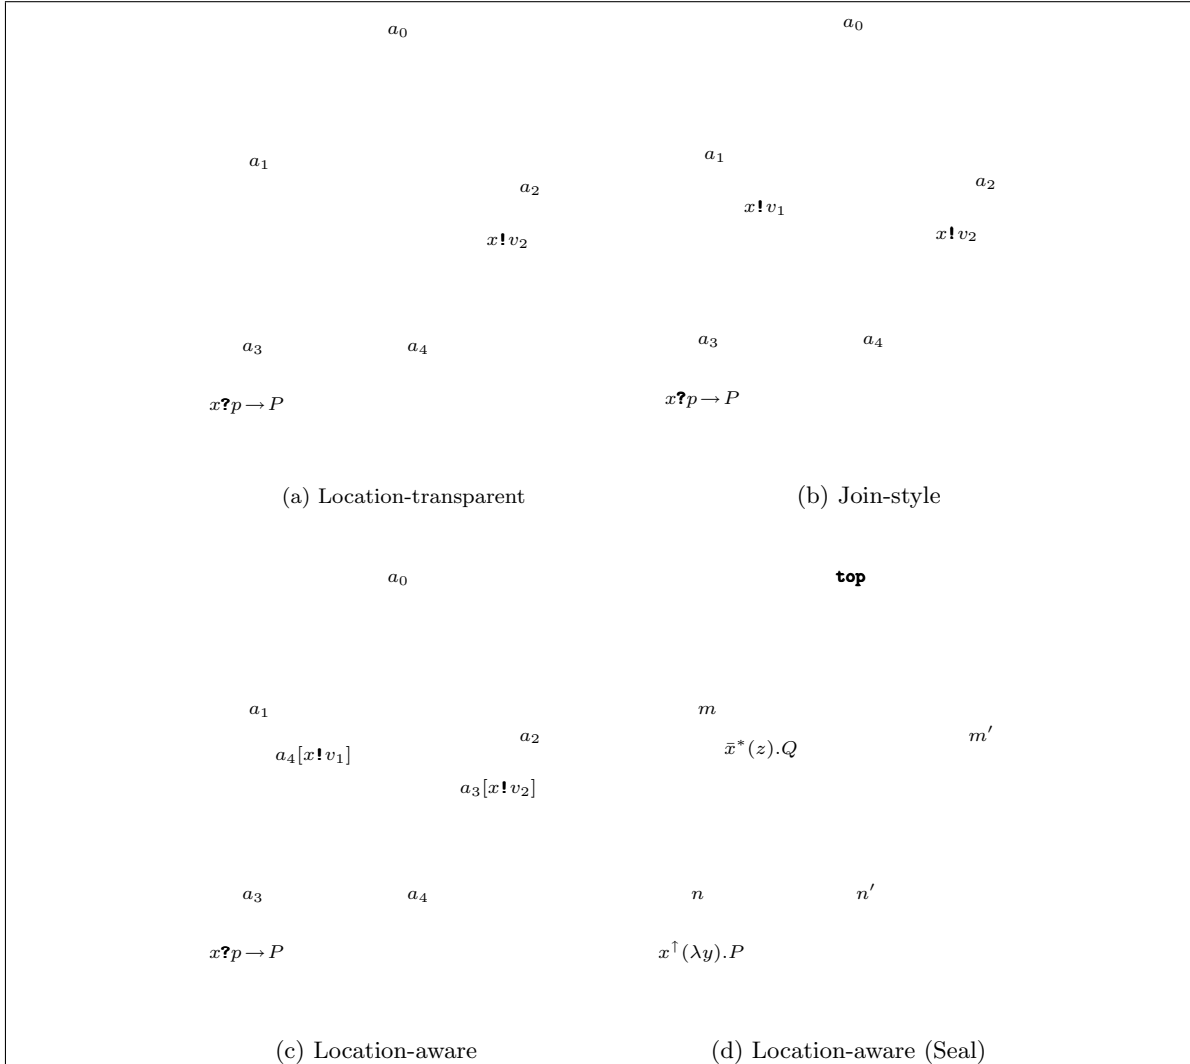 a₀
a₁
a₂
x!v₂
a₃ a₄
x?p → P
(a) Location-transparent
a₀
a₁
a₂
x!v₁
x!v₂
a₃ a₄
x?p → P
(b) Join-style
a₀
a₁
a₂
a₄[x!v₁]
a₃[x!v₂]
a₃ a₄
x?p → P
(c) Location-aware
top
m
m′
x̄*(z).Q
n n′
x↑(λy).P
(d) Location-aware (Seal)